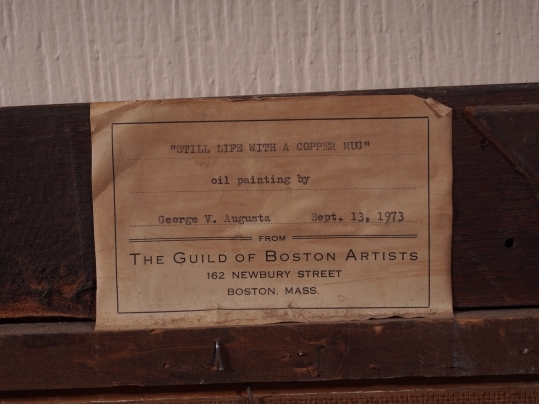 "STILL LIFE WITH A COPPER MUG"
oil painting by
George V. Augusta Sept. 13, 1973
FROM
THE GUILD OF BOSTON ARTISTS
162 NEWBURY STREET
BOSTON, MASS.